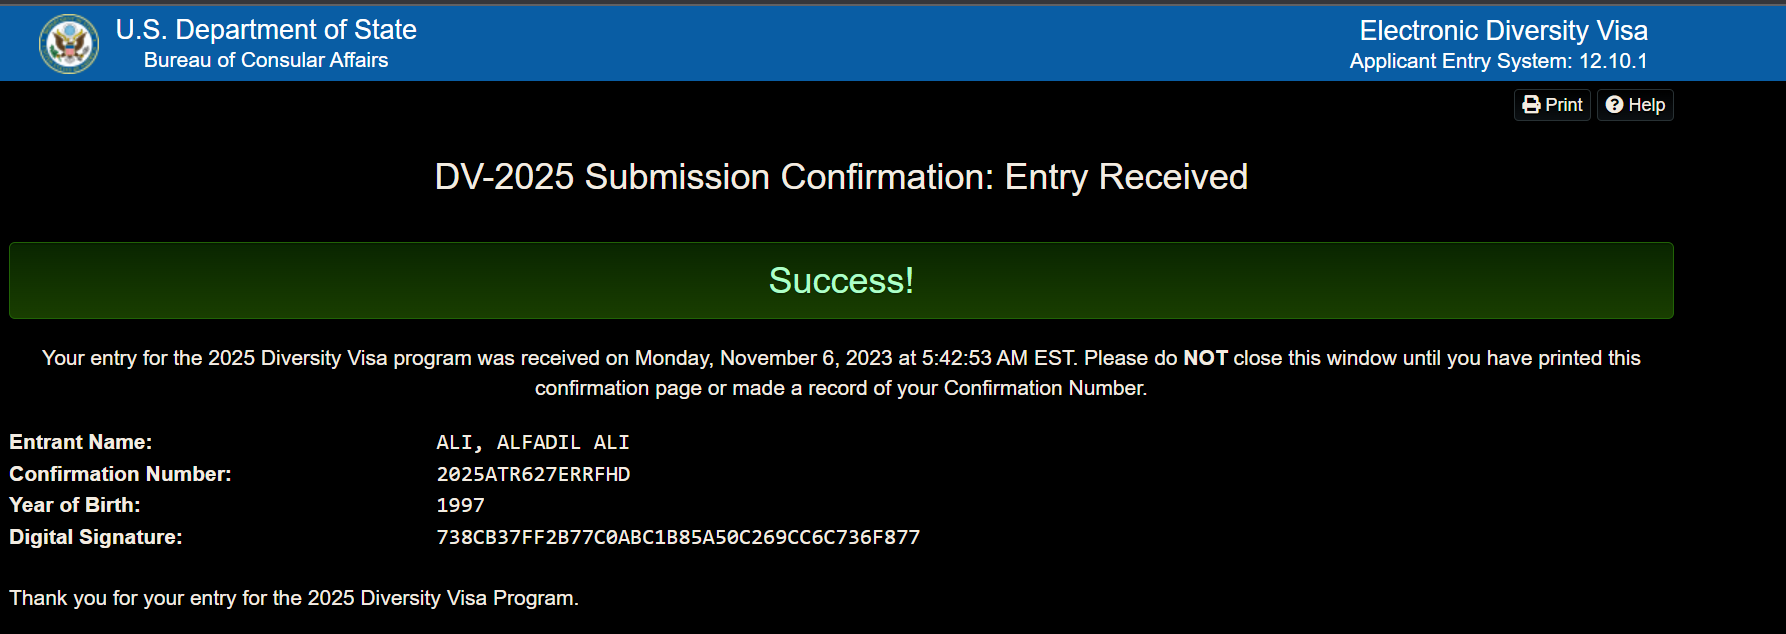 U.S. Department of State
Bureau of Consular Affairs
Electronic Diversity Visa
Applicant Entry System: 12.10.1
Print Help
DV-2025 Submission Confirmation: Entry Received
Success!
Your entry for the 2025 Diversity Visa program was received on Monday, November 6, 2023 at 5:42:53 AM EST. Please do NOT close this window until you have printed this
confirmation page or made a record of your Confirmation Number.
Entrant Name: ALI, ALFADIL ALI
Confirmation Number: 2025ATR627ERRFHD
Year of Birth: 1997
Digital Signature: 738CB37FF2B77C0ABC1B85A50C269CC6C736F877
Thank you for your entry for the 2025 Diversity Visa Program.